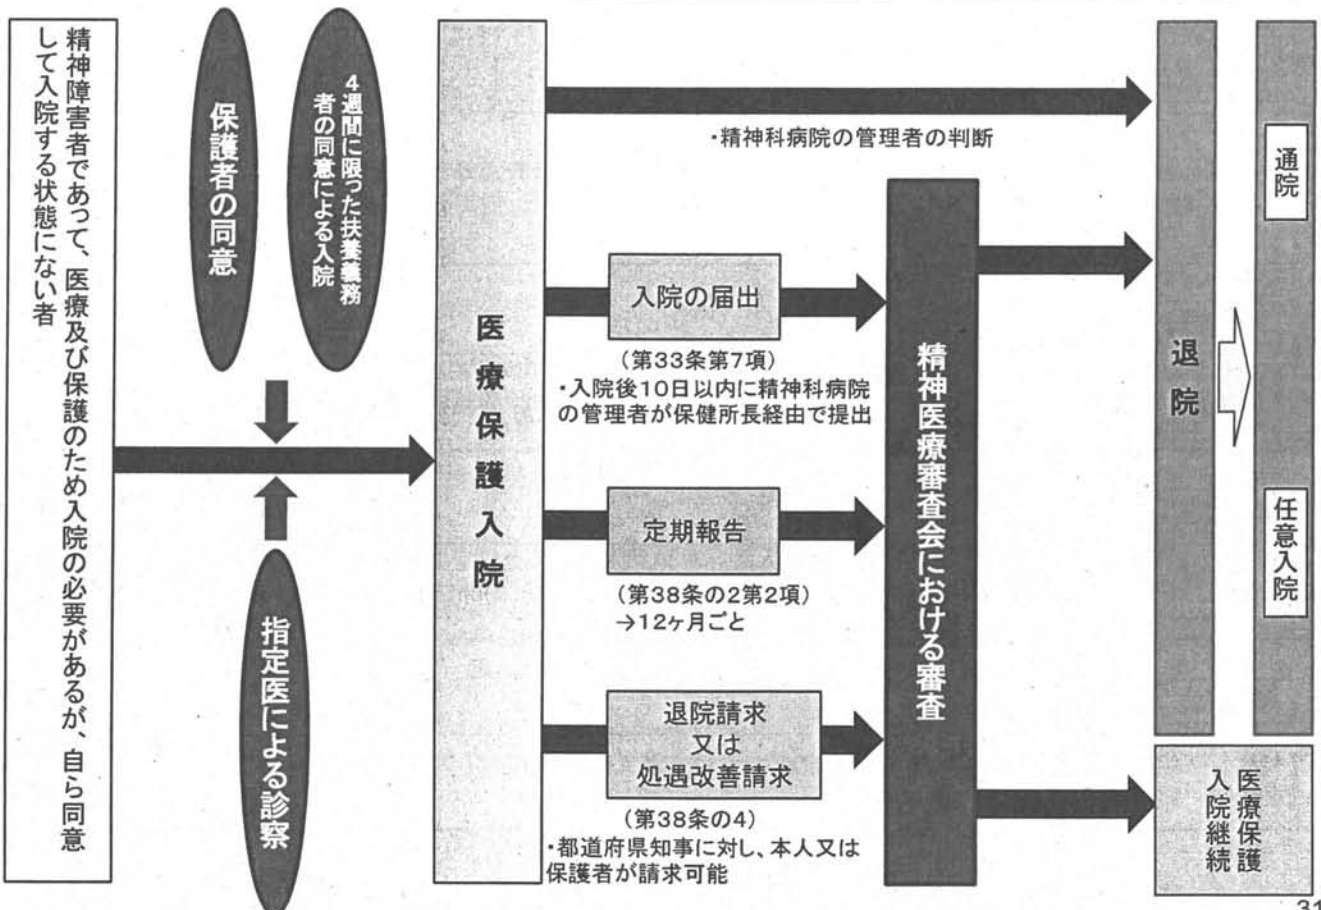 精神障害者であって、医療及び保護のため入院の必要があるが、自ら同意
して入院する状態にない者
保護者の同意
4週間に限った扶養義務
者の同意による入院
指定医による診察
医療保護入院
・精神科病院の管理者の判断
入院の届出
(第33条第7項)
・入院後10日以内に精神科病院
の管理者が保健所長経由で提出
定期報告
(第38条の2第2項)
→12ヶ月ごと
退院請求
又は
処遇改善請求
(第38条の4)
・都道府県知事に対し、本人又は
保護者が請求可能
精神医療審査会における審査
退院
通院
任意入院
医療保護
入院継続
31